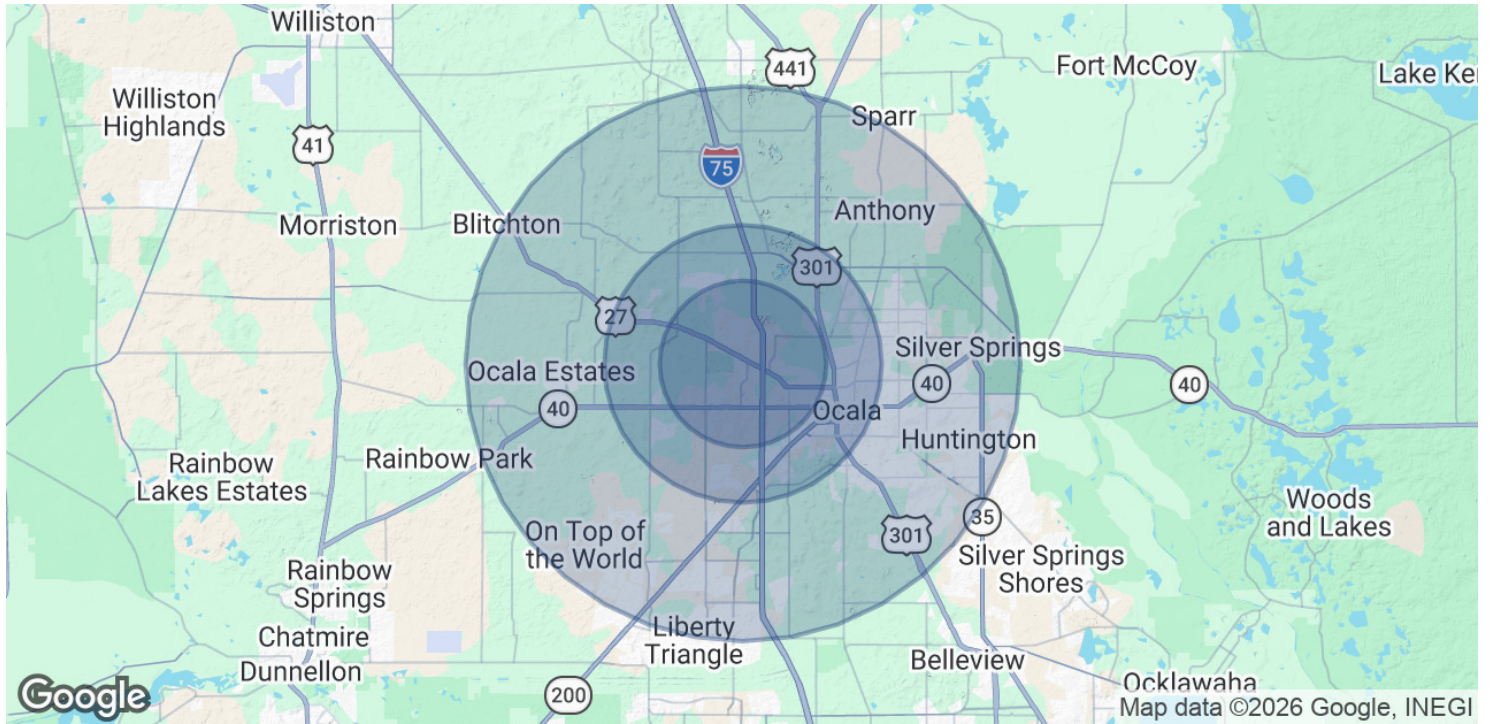 Williston
441
Fort McCoy
Lake Ke
Williston
Highlands
Sparr
41
75
Anthony
Morriston
Blitchton
301
27
Silver Springs
Ocala Estates
40
40
40
Ocala
Huntington
Rainbow Park
Rainbow
Lakes Estates
Woods
and Lakes
35
On Top of
the World
301
Silver Springs
Shores
Rainbow
Springs
Chatmire
Liberty
Triangle
Dunnellon
Belleview
200
Ocklawaha
Google
Map data ©2026 Google, INEGI